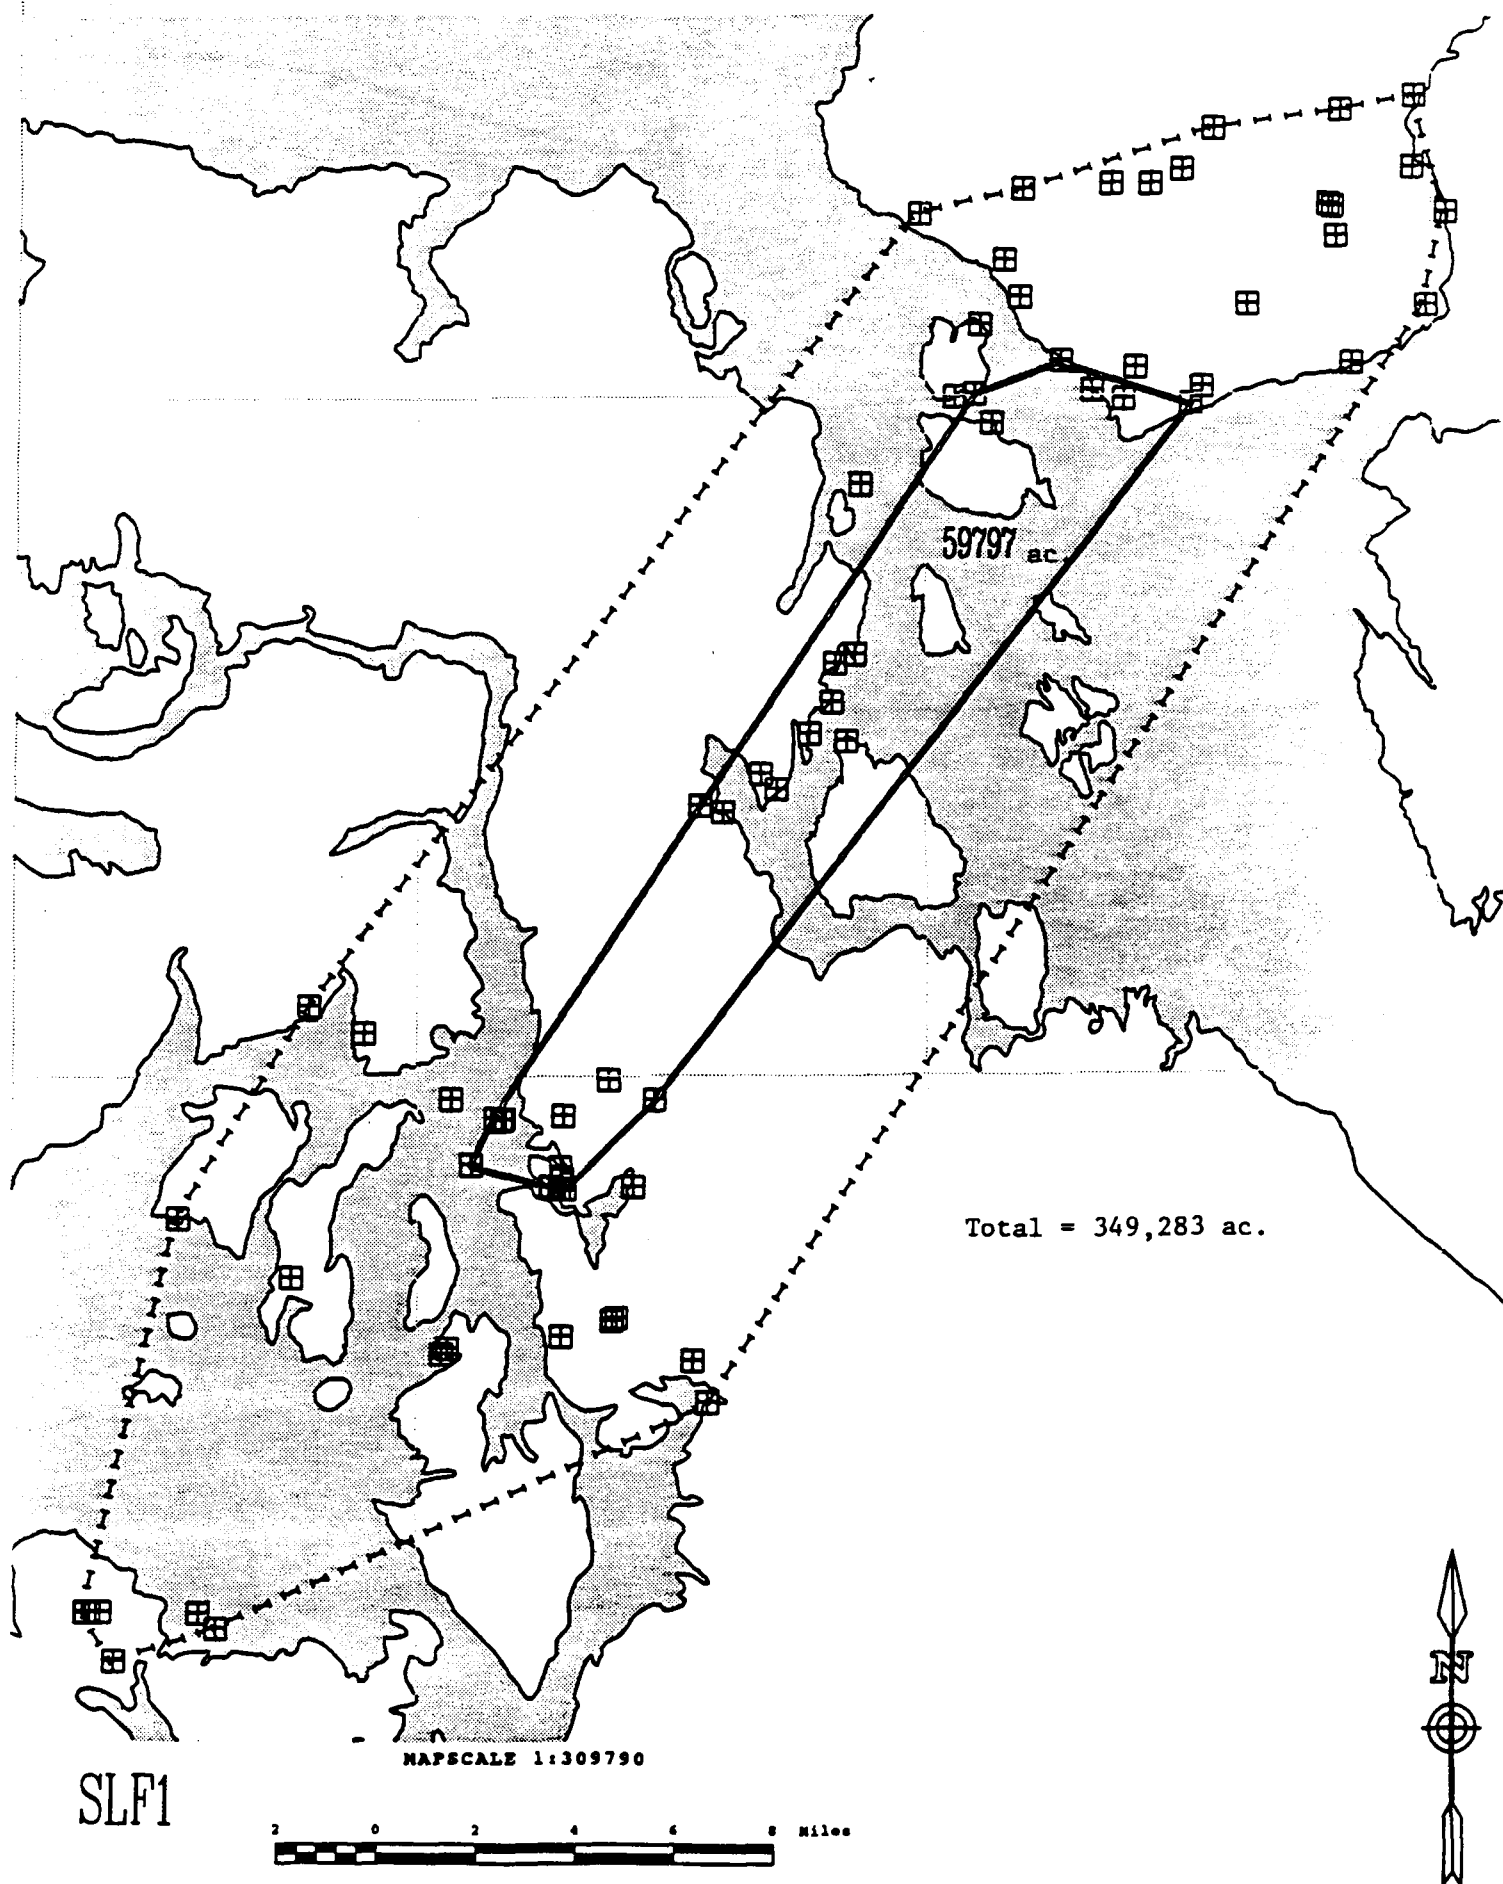 59797 ac.
Total = 349,283 ac.
N
MAPSCALE 1:309790
SLF1
2 0 2 4 6 8 Miles